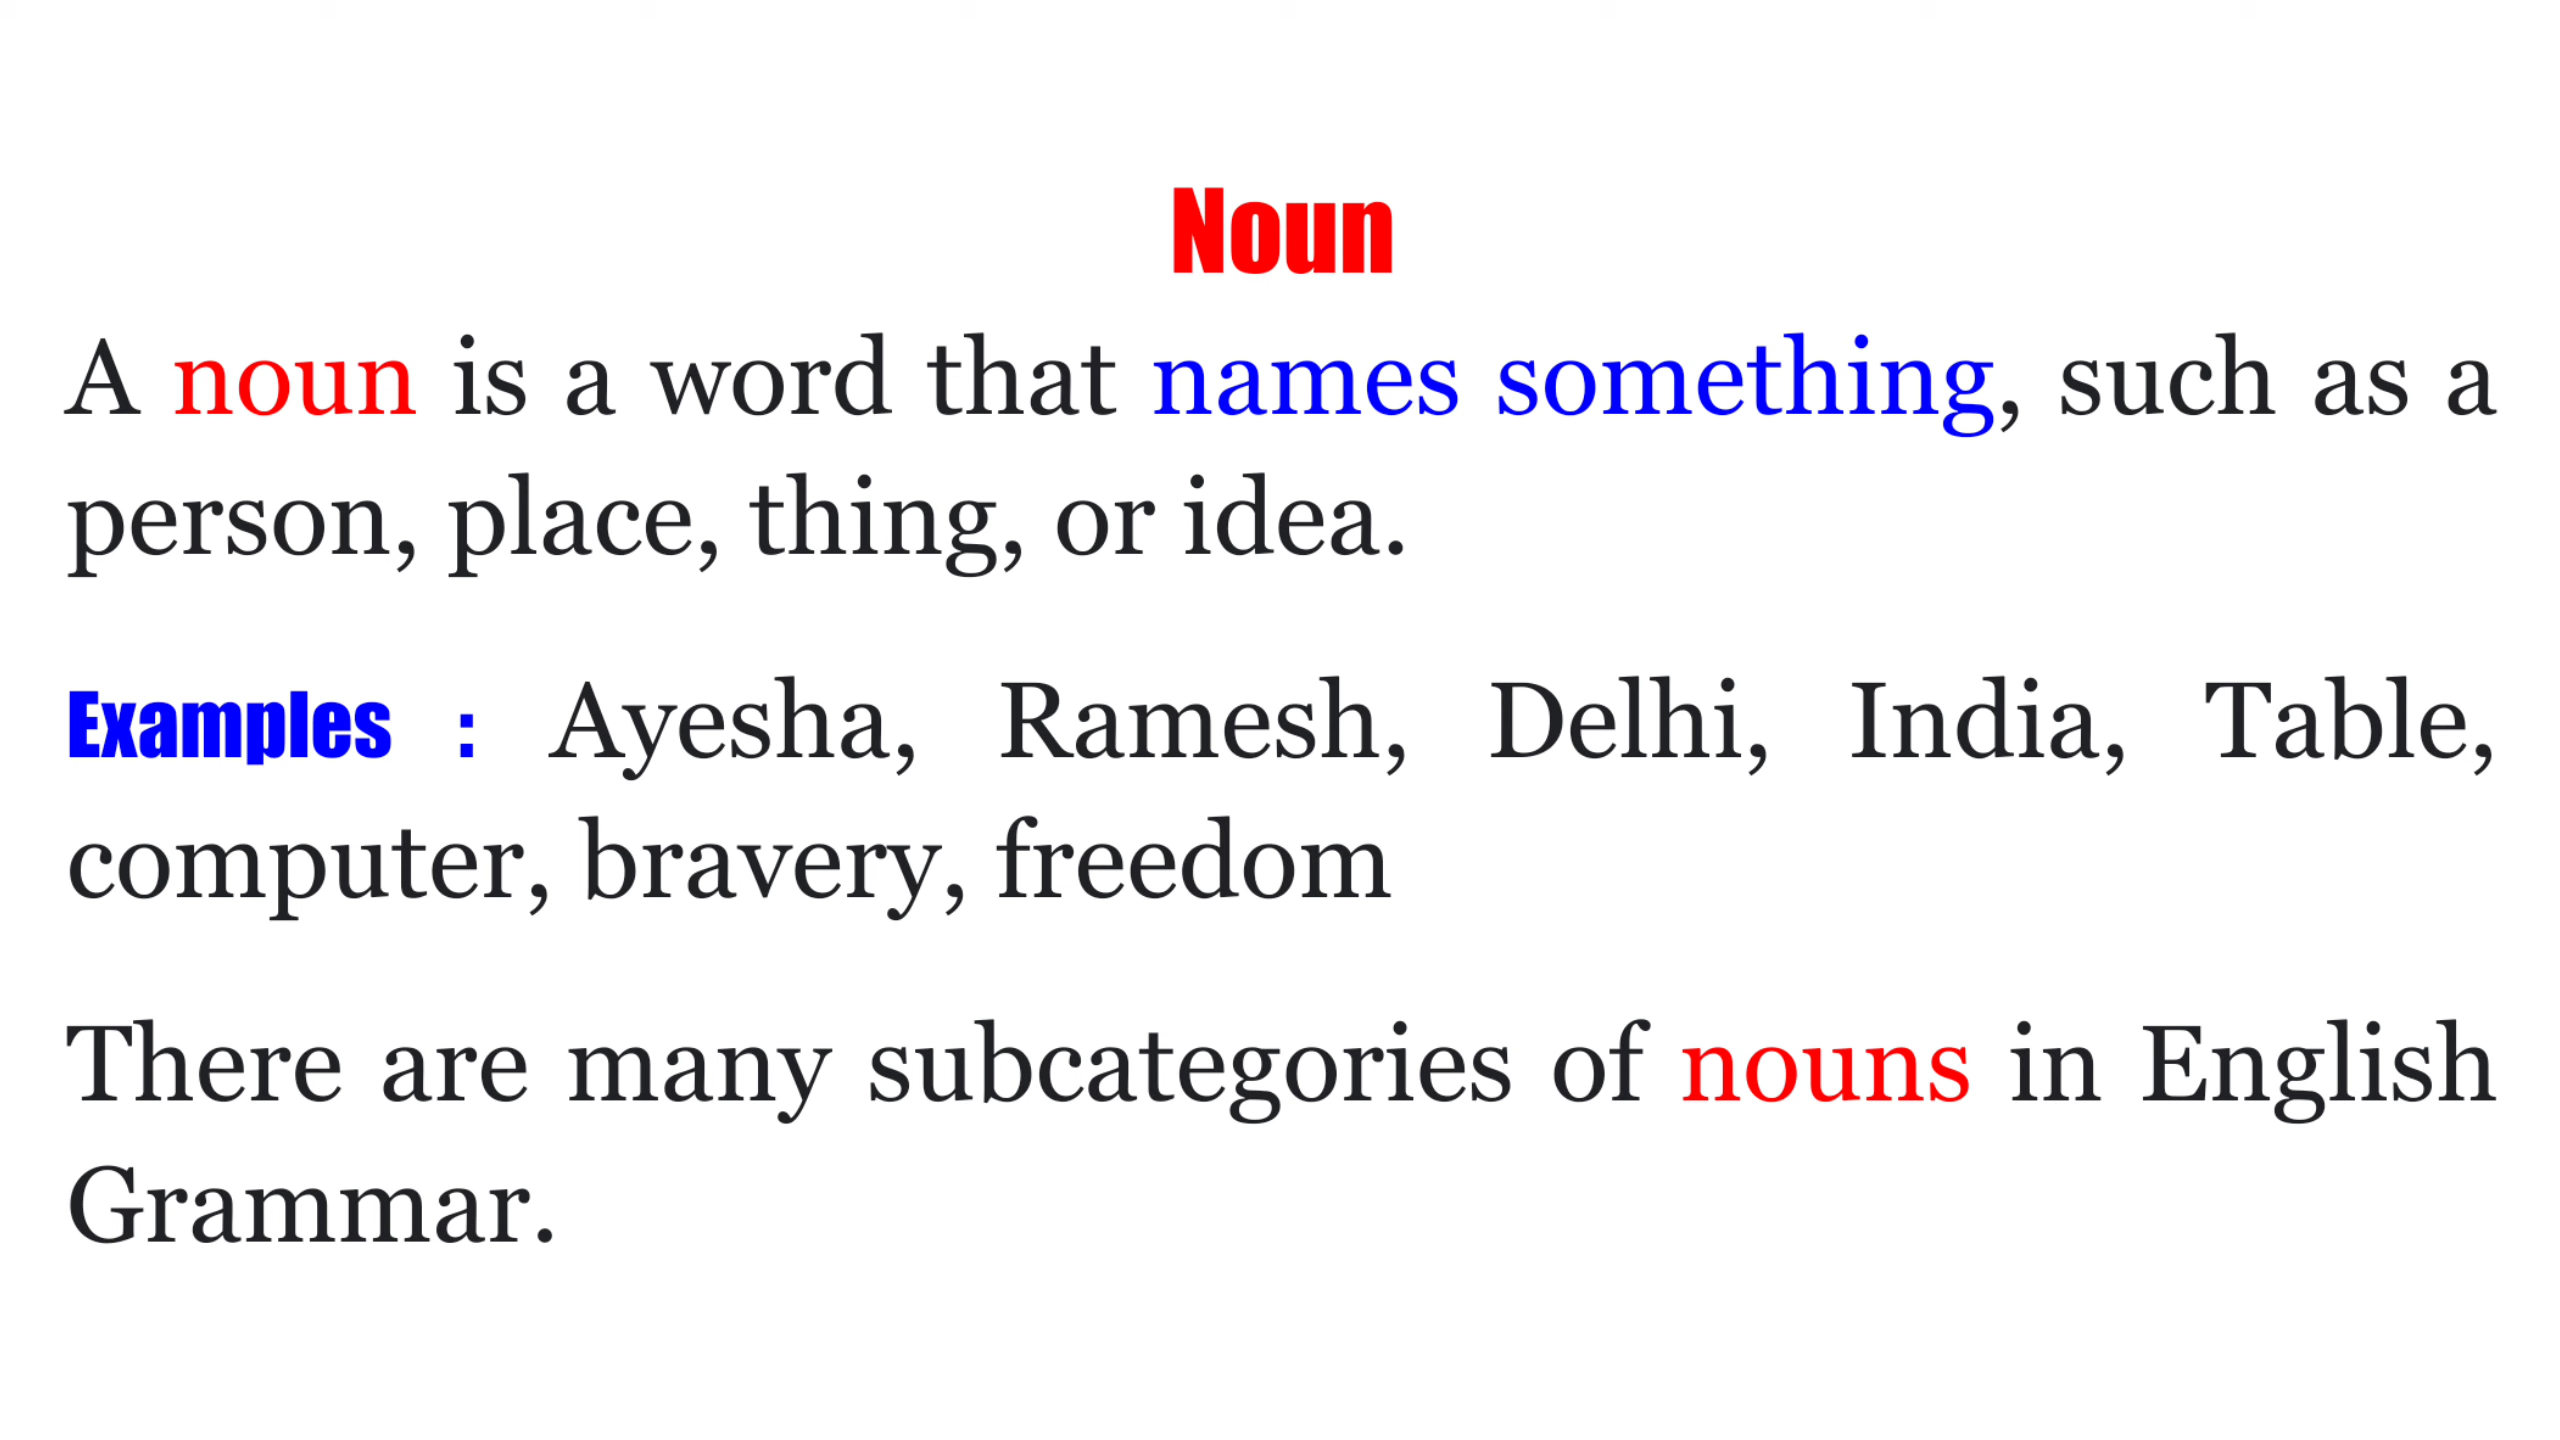 Noun
A noun is a word that names something, such as a
person, place, thing, or idea.
Examples : Ayesha, Ramesh, Delhi, India, Table,
computer, bravery, freedom
There are many subcategories of nouns in English
Grammar.